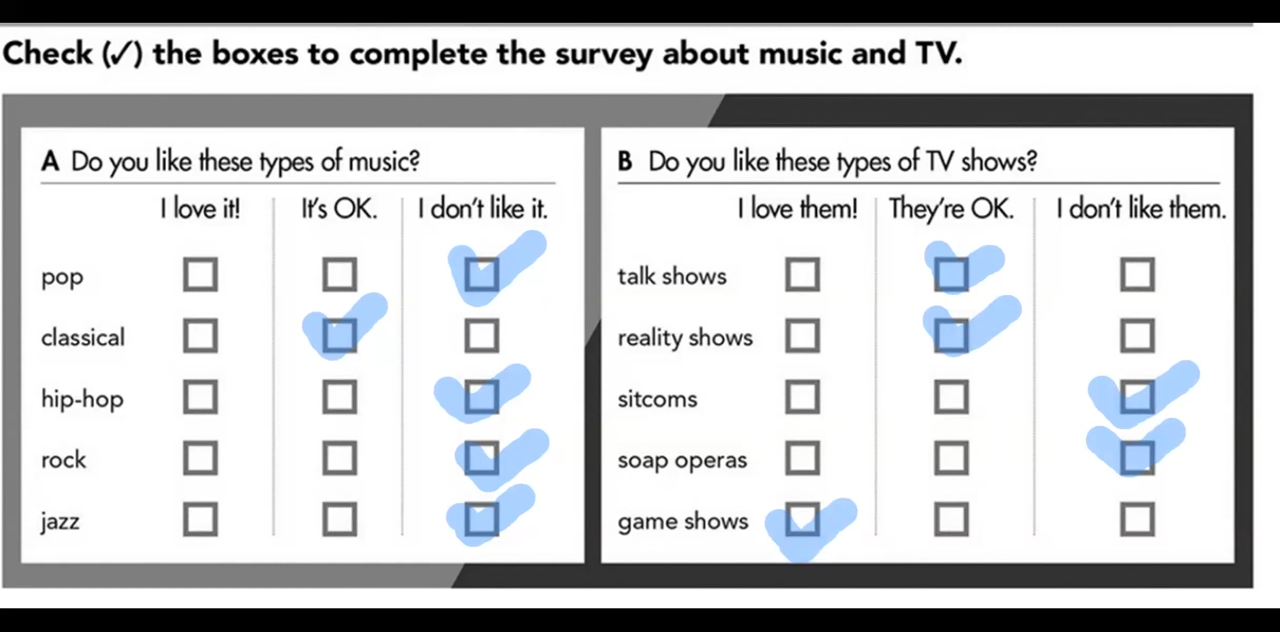 Check (✓) the boxes to complete the survey about music and TV.
A Do you like these types of music?
I love it! It's OK. I don't like it.
pop
classical
hip-hop
rock
jazz
B Do you like these types of TV shows?
I love them! They're OK. I don't like them.
talk shows
reality shows
sitcoms
soap operas
game shows